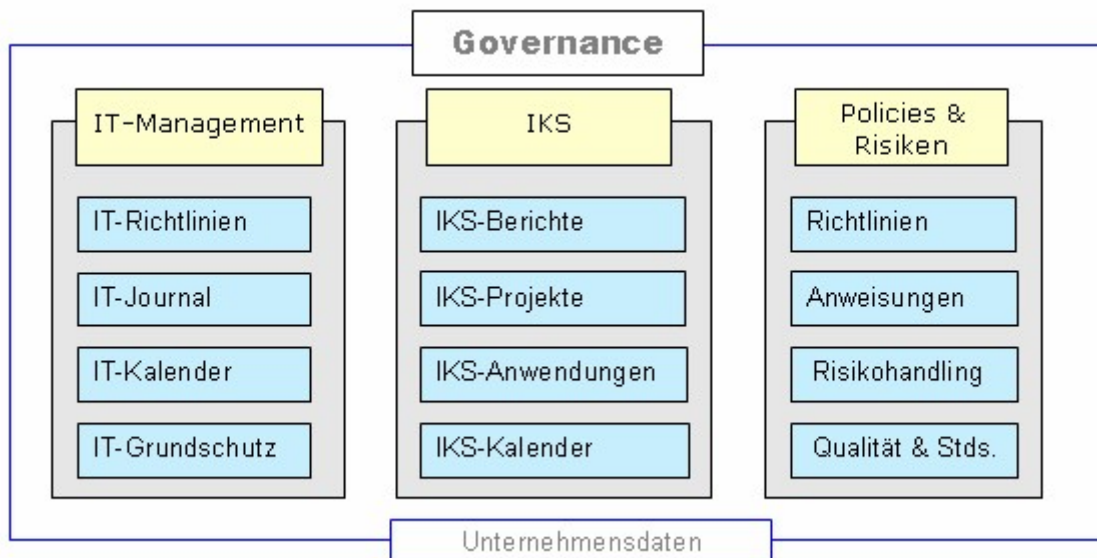 Governance
IT-Management
IT-Richtlinien
IT-Journal
IT-Kalender
IT-Grundschutz
IKS
IKS-Berichte
IKS-Projekte
IKS-Anwendungen
IKS-Kalender
Policies &
Risiken
Richtlinien
Anweisungen
Risikohandling
Qualität & Stds.
Unternehmensdaten